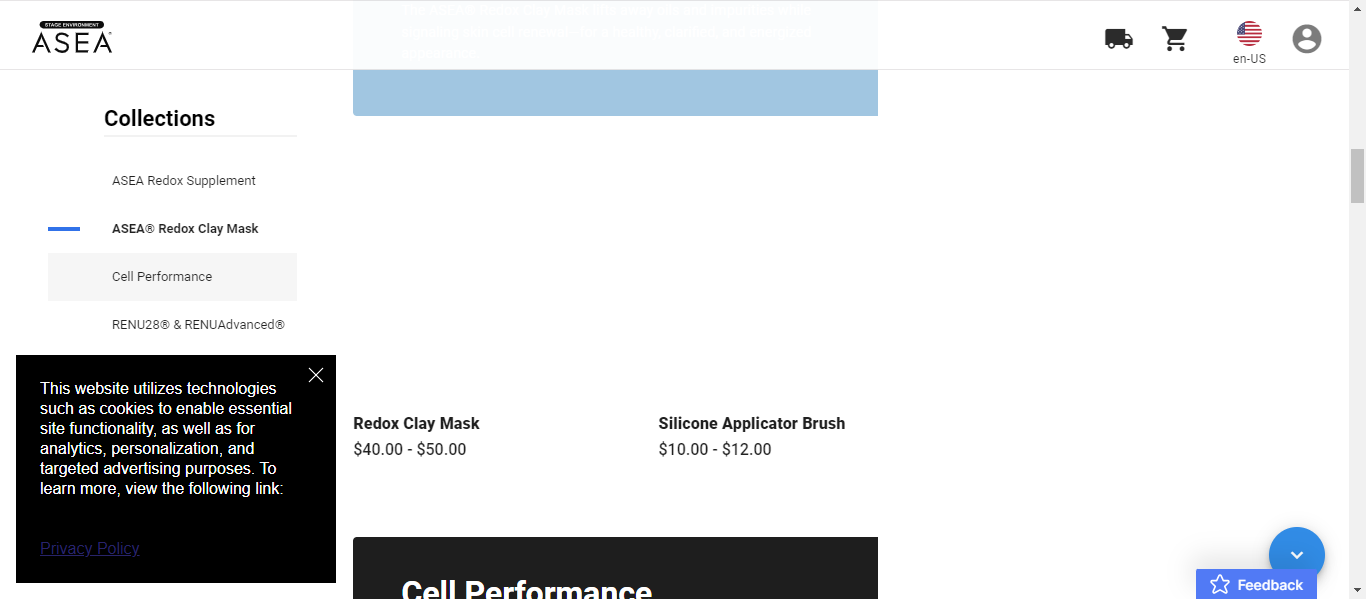 STAGE ENVIRONMENT
ASEA
en-US
Collections
ASEA Redox Supplement
ASEA® Redox Clay Mask
Cell Performance
RENU28® & RENUAdvanced®
This website utilizes technologies
such as cookies to enable essential
site functionality, as well as for
analytics, personalization, and
targeted advertising purposes. To
learn more, view the following link:
Privacy Policy
Redox Clay Mask
$40.00 - $50.00
Silicone Applicator Brush
$10.00 - $12.00
Cell Performance
Feedback